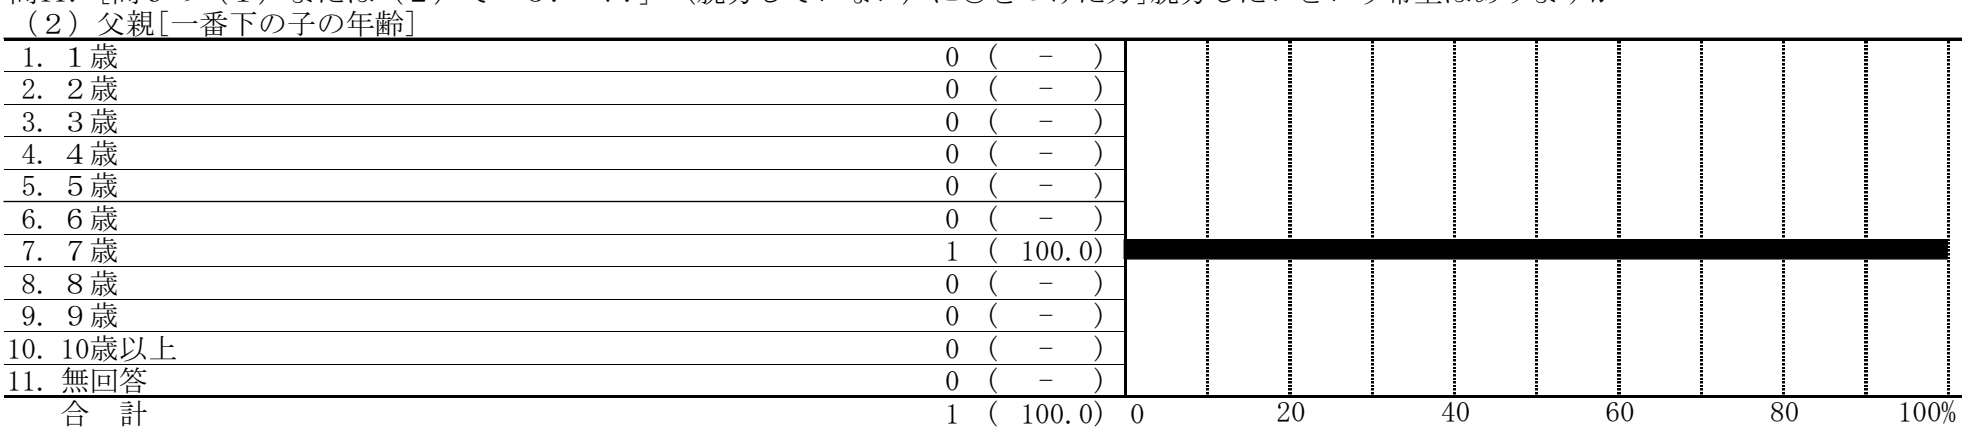 （２）父親[一番下の子の年齢]
1. １歳 0 ( − )
2. ２歳 0 ( − )
3. ３歳 0 ( − )
4. ４歳 0 ( − )
5. ５歳 0 ( − )
6. ６歳 0 ( − )
7. ７歳 1 ( 100.0)
8. ８歳 0 ( − )
9. ９歳 0 ( − )
10. 10歳以上 0 ( − )
11. 無回答 0 ( − )
合 計 1 ( 100.0) 0 20 40 60 80 100%